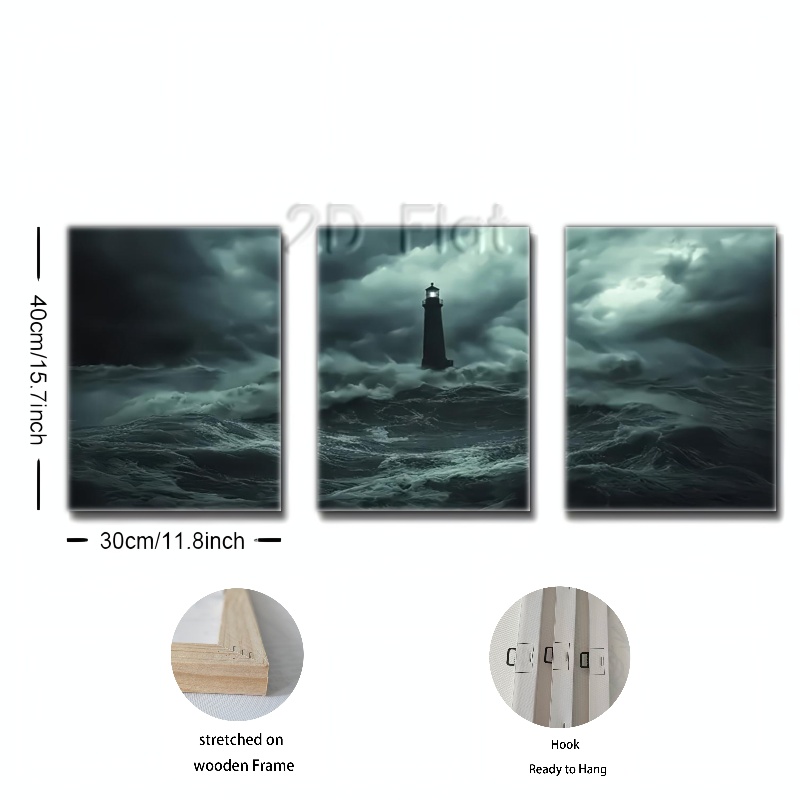 2D Flat
40cm/15.7inch
30cm/11.8inch
stretched on
wooden Frame
Hook
Ready to Hang